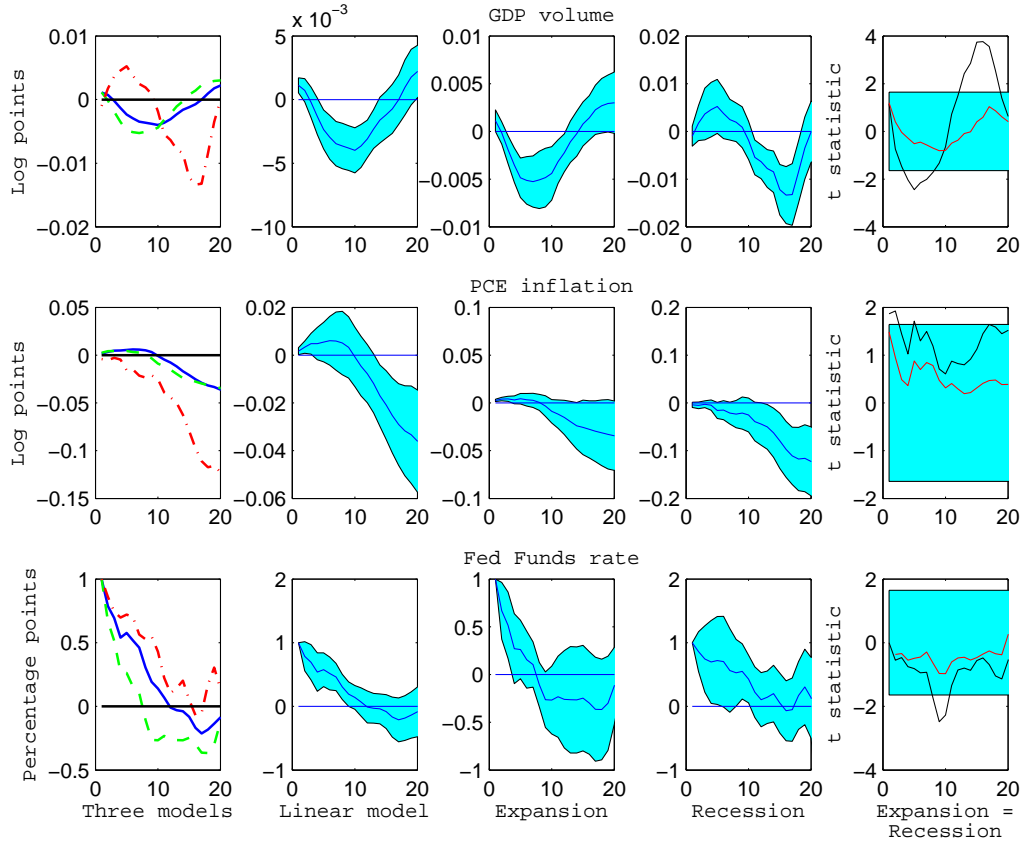 GDP volume
x 10−3
Log points
0.01
0
−0.01
−0.02
0 10 20
5
0
−5
−10
0 10 20
0.01
0.005
0
−0.005
−0.01
0 10 20
0.02
0.01
0
−0.01
−0.02
0 10 20
t statistic
4
2
0
−2
−4
0 10 20
PCE inflation
Log points
0.05
0
−0.05
−0.1
−0.15
0 10 20
0.02
0
−0.02
−0.04
−0.06
0 10 20
0.1
0.05
0
−0.05
−0.1
0 10 20
0.2
0.1
0
−0.1
−0.2
0 10 20
t statistic
2
1
0
−1
−2
0 10 20
Fed Funds rate
Percentage points
1
0.5
0
−0.5
0 10 20
Three models
2
1
0
−1
0 10 20
Linear model
1
0.5
0
−0.5
−1
0 10 20
Expansion
2
1
0
−1
0 10 20
Recession
t statistic
2
0
−2
−4
0 10 20
Expansion =
Recession